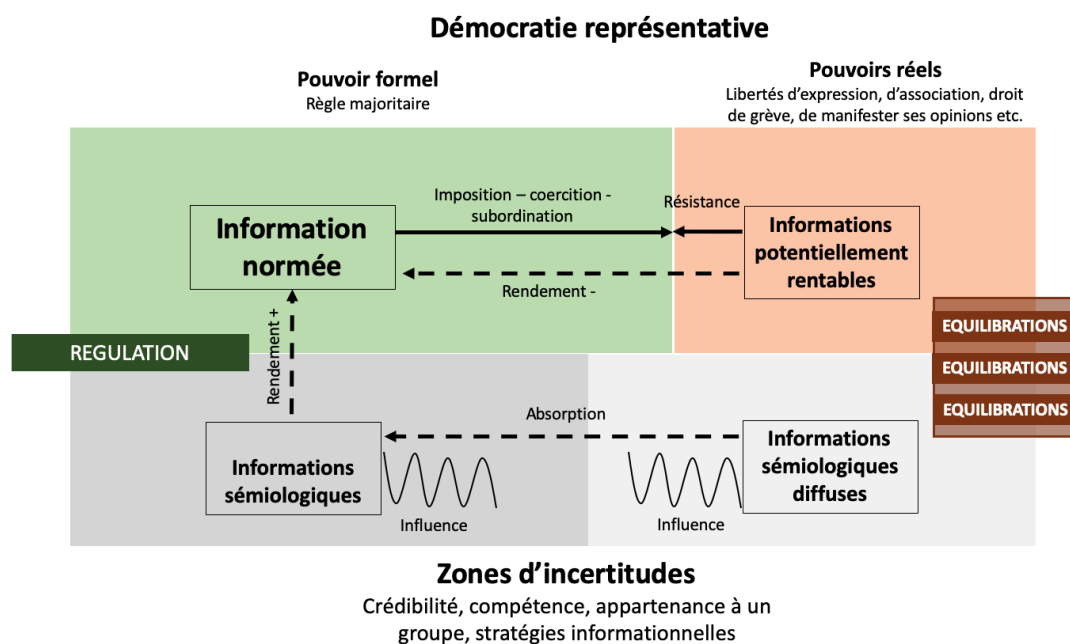 Démocratie représentative
Pouvoir formel
Règle majoritaire
Pouvoirs réels
Libertés d'expression, d'association, droit
de grève, de manifester ses opinions etc.
Imposition – coercition -
subordination
Résistance
Information
normée
Informations
potentiellement
rentables
Rendement -
Rendement +
REGULATION
EQUILIBRATIONS
EQUILIBRATIONS
EQUILIBRATIONS
Absorption
Informations
sémiologiques
Informations
sémiologiques
diffuses
Influence
Influence
Zones d'incertitudes
Crédibilité, compétence, appartenance à un
groupe, stratégies informationnelles